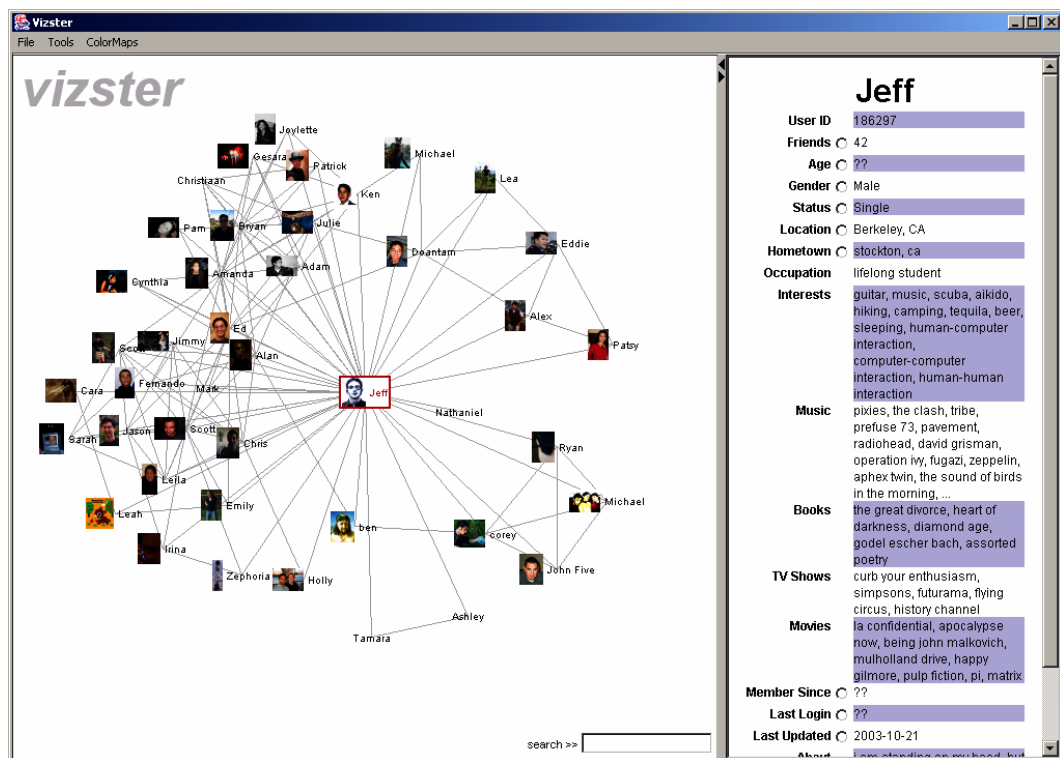 Vizster
File Tools ColorMaps
vizster
Joylette
Gesara
Michael
Patrick
Lea
Christiaan
Ken
Pam
Bryan
Julie
Eddie
Doantam
Adam
Amanda
Cynthia
Alex
Ed
Jimmy
Scott
Patsy
Alan
Fernando
Mark
Cara
Jeff
Nathaniel
Sarah
Jason
Scott
Chris
Ryan
Leila
Michael
Emily
Leah
ben
corey
Irina
John Five
Zephoria
Holly
Ashley
Tamara
search >>
Jeff
User ID 186297
Friends 42
Age ??
Gender Male
Status Single
Location Berkeley, CA
Hometown stockton, ca
Occupation lifelong student
Interests guitar, music, scuba, aikido,
hiking, camping, tequila, beer,
sleeping, human-computer
interaction,
computer-computer
interaction, human-human
interaction
Music pixies, the clash, tribe,
prefuse 73, pavement,
radiohead, david grisman,
operation ivy, fugazi, zeppelin,
aphex twin, the sound of birds
in the morning, ...
Books the great divorce, heart of
darkness, diamond age,
godel escher bach, assorted
poetry
TV Shows curb your enthusiasm,
simpsons, futurama, flying
circus, history channel
Movies la confidential, apocalypse
now, being john malkovich,
mulholland drive, happy
gilmore, pulp fiction, pi, matrix
Member Since ??
Last Login ??
Last Updated 2003-10-21
About i am standing on my head, but